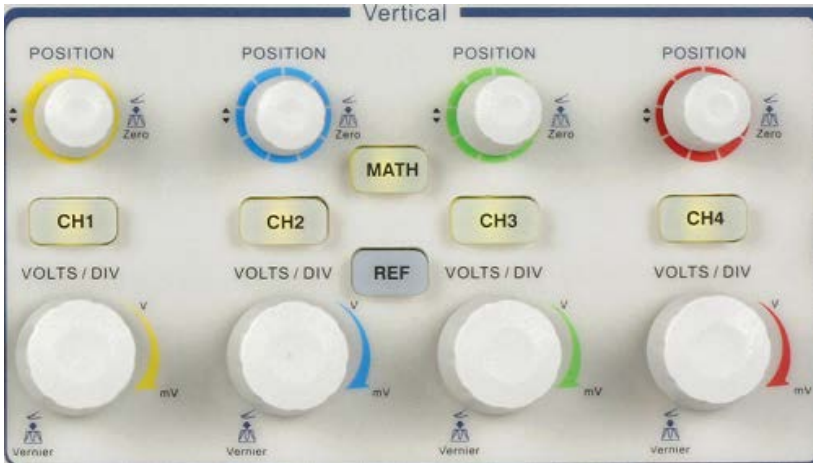 Vertical
POSITION POSITION POSITION POSITION
Zero Zero Zero Zero
MATH
CH1 CH2 CH3 CH4
REF
VOLTS / DIV VOLTS / DIV VOLTS / DIV VOLTS / DIV
V V V V
mV mV mV mV
Vernier Vernier Vernier Vernier